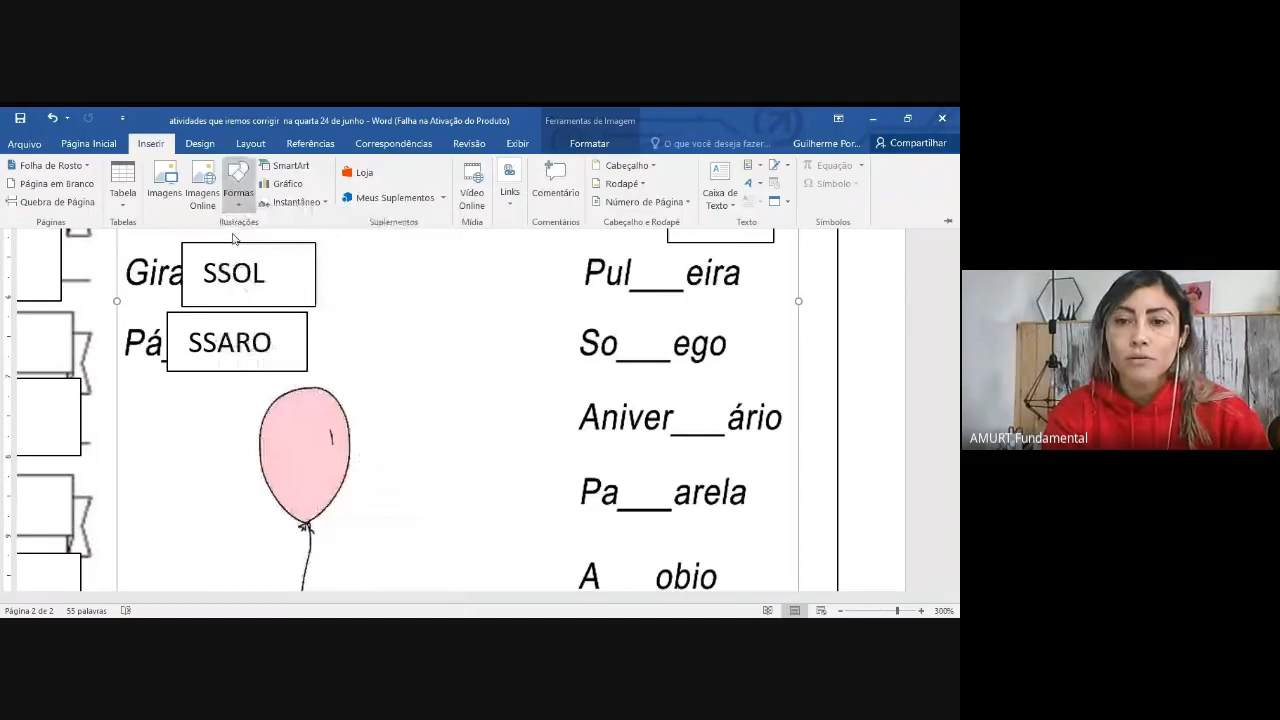 atividades que iremos corrigir na quarta 24 de junho - Word (Falha na Ativação do Produto)
Ferramentas de Imagem
Arquivo Página Inicial Inserir Design Layout Referências Correspondências Revisão Exibir Formatar O que você deseja fazer... Guilherme Por... Compartilhar
Folha de Rosto
Página em Branco
Quebra de Página
Páginas
Tabela
Tabelas
Imagens
Imagens Online
Formas
SmartArt
Gráfico
Instantâneo
Ilustrações
Loja
Meus Suplementos
Suplementos
Vídeo Online
Mídia
Links
Comentário
Comentários
Cabeçalho
Rodapé
Número de Página
Cabeçalho e Rodapé
Caixa de Texto
Texto
Equação
Símbolo
Símbolos
Gira SSOL
Pá_ SSARO
Pul___eira
So___ego
Aniver___ário
Pa___arela
A obio
AMURT Fundamental
Página 2 de 2 55 palavras 300%